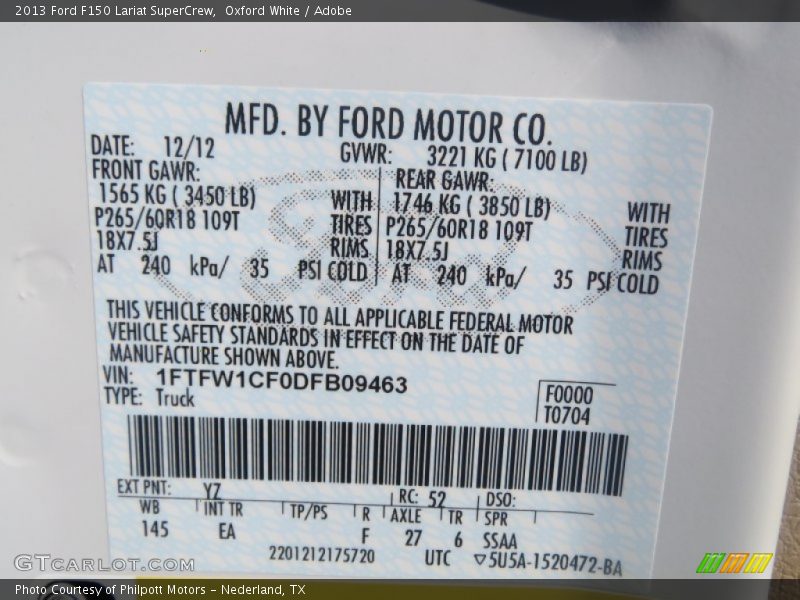 2013 Ford F150 Lariat SuperCrew, Oxford White / Adobe
MFD. BY FORD MOTOR CO.
DATE: 12/12
GVWR: 3221 KG ( 7100 LB)
FRONT GAWR:
REAR GAWR:
1565 KG ( 3450 LB) WITH
1746 KG ( 3850 LB) WITH
P265/60R18 109T TIRES
P265/60R18 109T TIRES
18X7.5J RIMS
18X7.5J RIMS
AT 240 kPa/ 35 PSI COLD
AT 240 kPa/ 35 PSI COLD
THIS VEHICLE CONFORMS TO ALL APPLICABLE FEDERAL MOTOR
VEHICLE SAFETY STANDARDS IN EFFECT ON THE DATE OF
MANUFACTURE SHOWN ABOVE.
VIN: 1FTFW1CF0DFB09463
TYPE: Truck
F0000
T0704
EXT PNT: YZ RC: 52 DSO:
WB INT TR TP/PS R AXLE TR SPR
145 EA F 27 6 SSAA
2201212175720 UTC ▽5U5A-1520472-BA
GTCARLOT.COM
Photo Courtesy of Philpott Motors - Nederland, TX